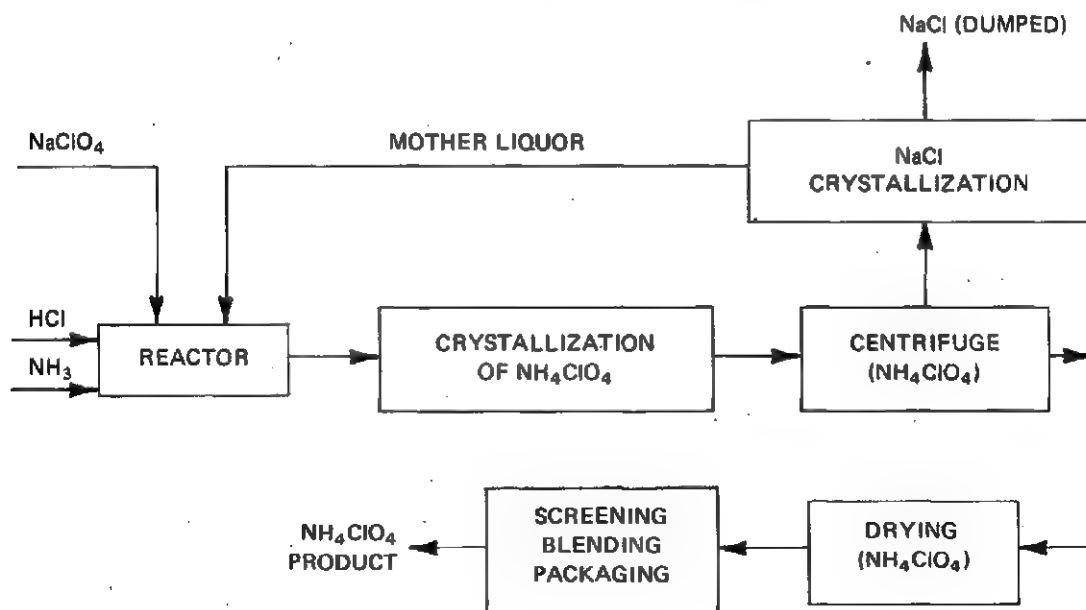 NaCl (DUMPED)
NaClO₄
MOTHER LIQUOR
NaCl
CRYSTALLIZATION
HCl
NH₃
REACTOR
CRYSTALLIZATION
OF NH₄ClO₄
CENTRIFUGE
(NH₄ClO₄)
NH₄ClO₄
PRODUCT
SCREENING
BLENDING
PACKAGING
DRYING
(NH₄ClO₄)